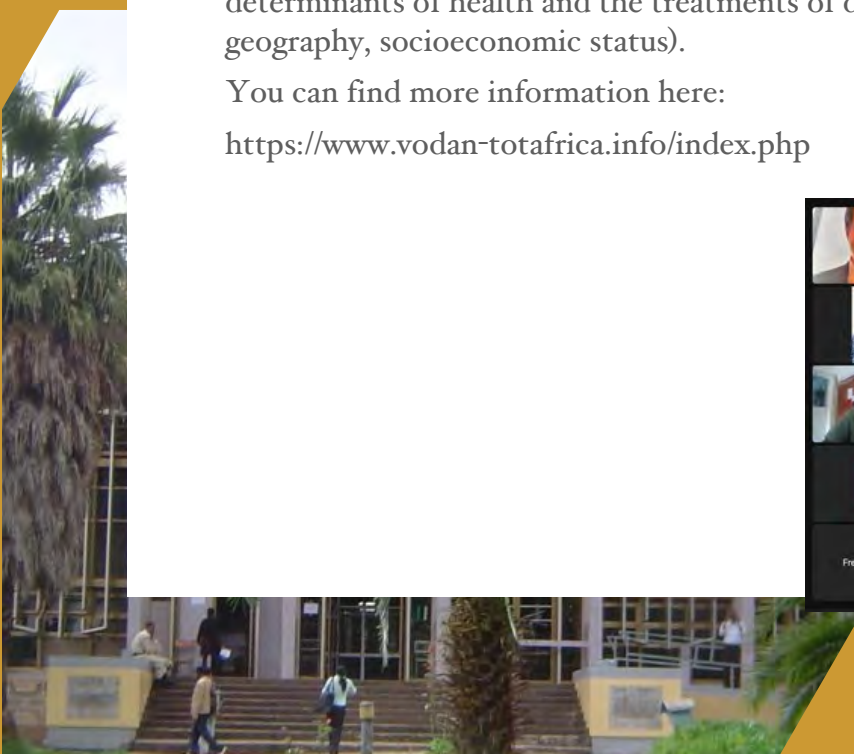 determinants of health and the treatments of
geography, socioeconomic status).
You can find more information here:
https://www.vodan-totafrica.info/index.php